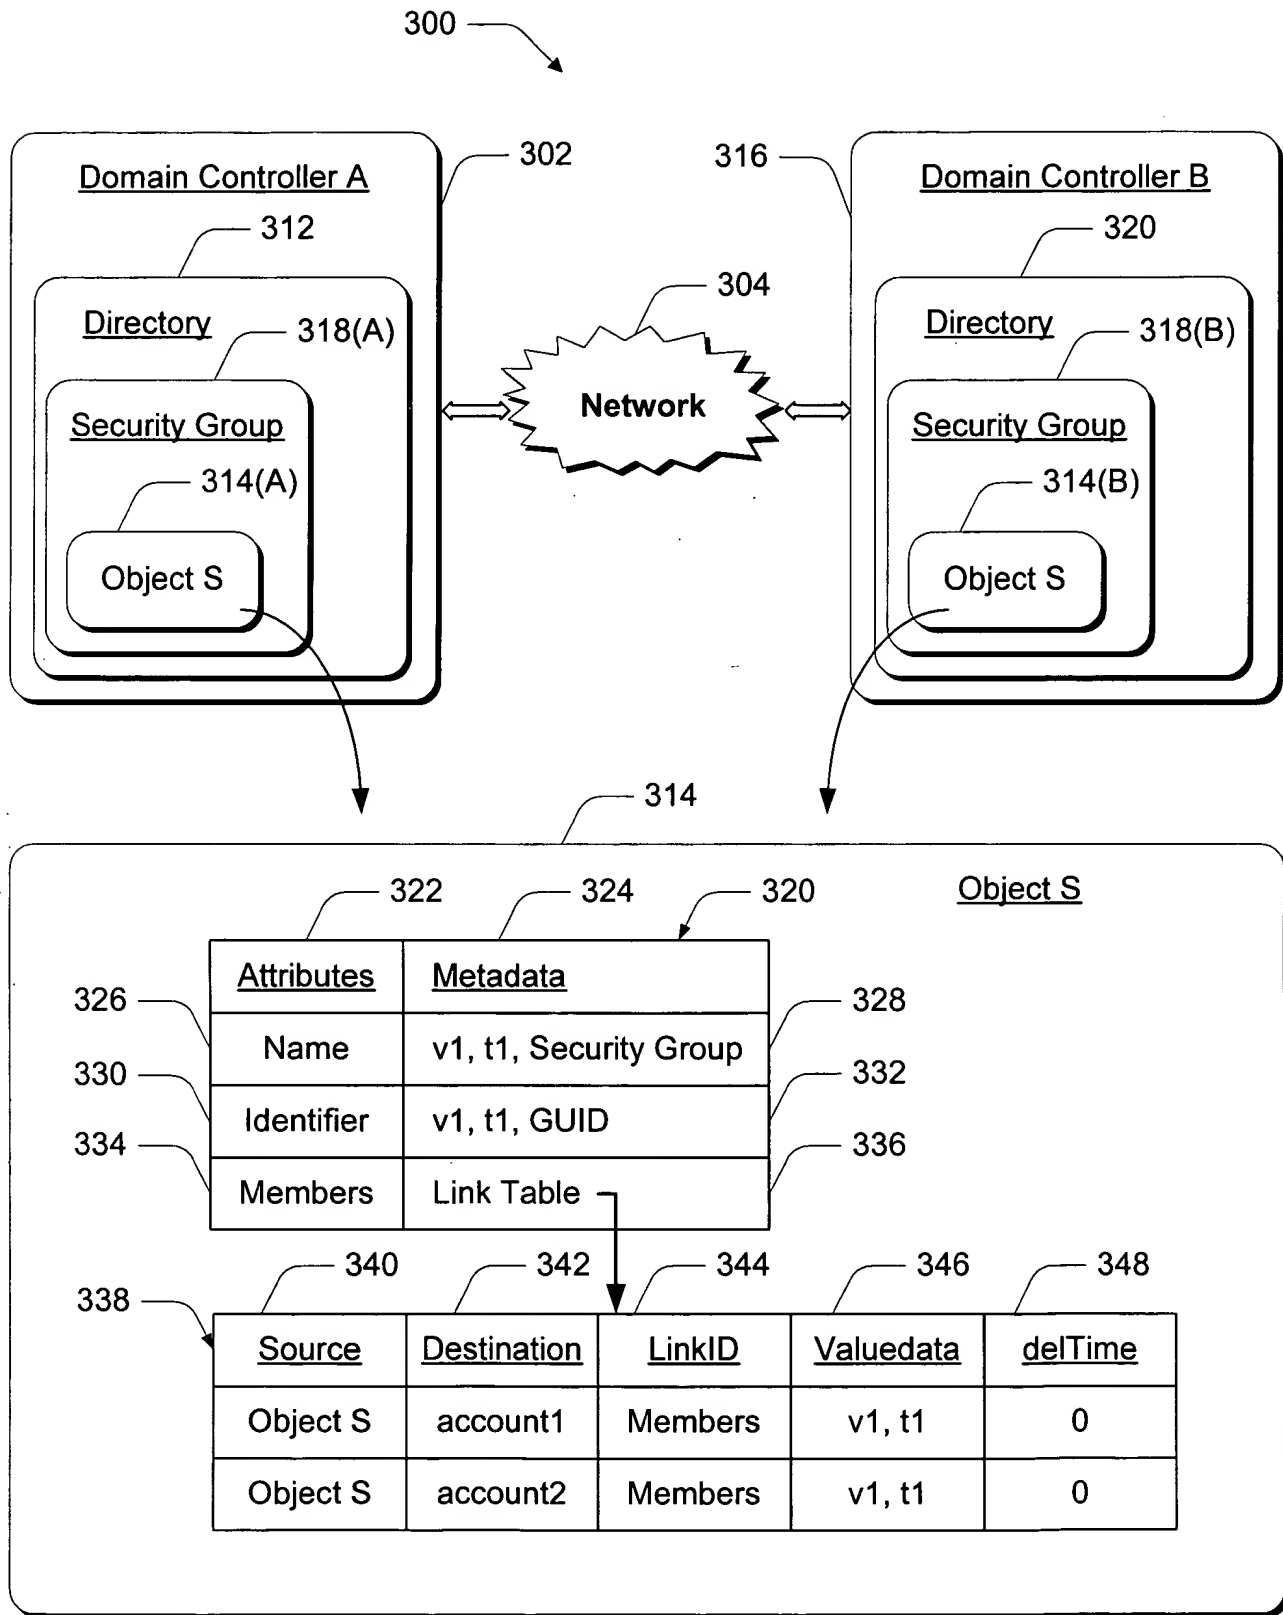 300
302
316
Domain Controller A
Domain Controller B
312
320
304
Directory
318(A)
Directory
318(B)
Network
Security Group
Security Group
314(A)
314(B)
Object S
Object S
314
322
324
320
Object S
Attributes
Metadata
326
328
Name
v1, t1, Security Group
330
332
Identifier
v1, t1, GUID
334
336
Members
Link Table
340
342
344
346
348
338
Source
Destination
LinkID
Valuedata
delTime
Object S
account1
Members
v1, t1
0
Object S
account2
Members
v1, t1
0